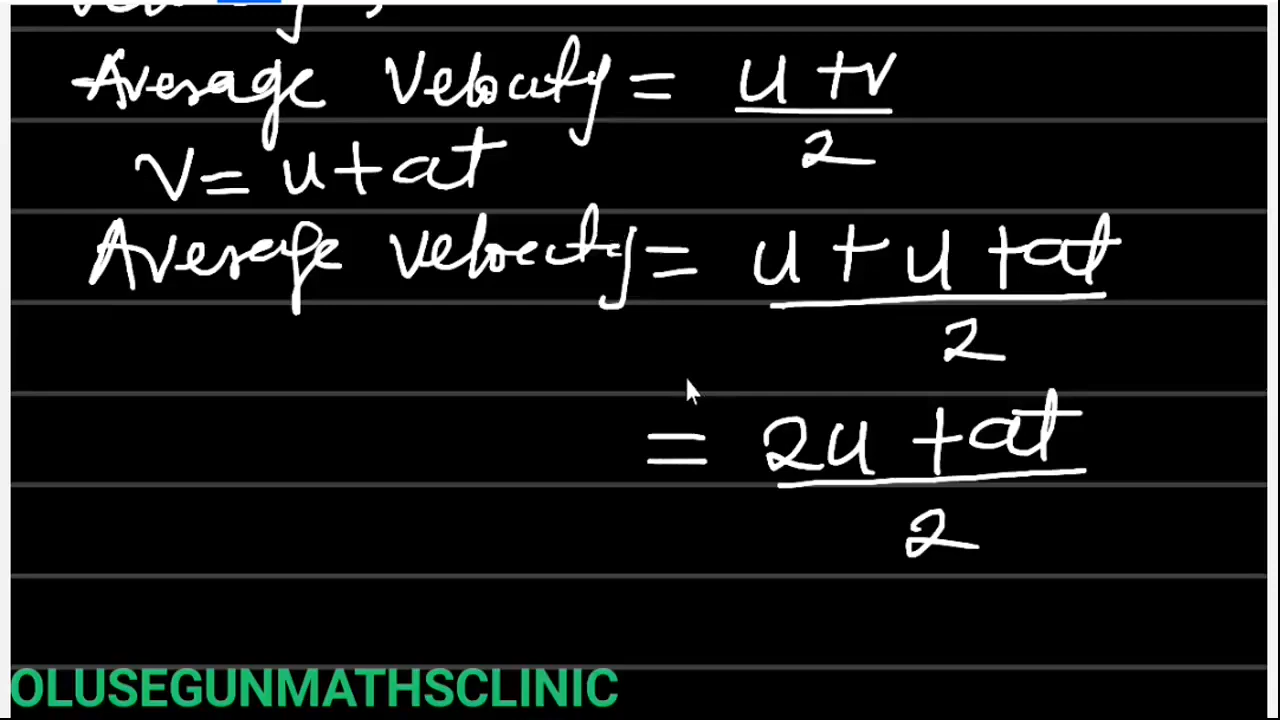 Average Velocity = u + v / 2
V = u + at
Average velocity = u + u + at / 2
= 2u + at / 2
OLUSEGUNMATHSCLINIC